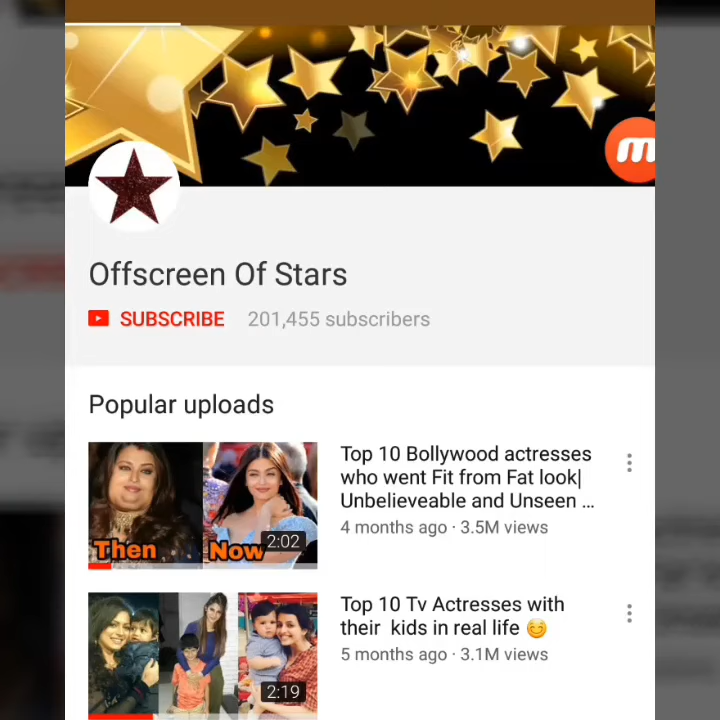 m
Offscreen Of Stars
SUBSCRIBE 201,455 subscribers
Popular uploads
Top 10 Bollywood actresses
who went Fit from Fat look|
Unbelieveable and Unseen ...
4 months ago · 3.5M views
Then Now 2:02
Top 10 Tv Actresses with
their kids in real life 😊
5 months ago · 3.1M views
2:19